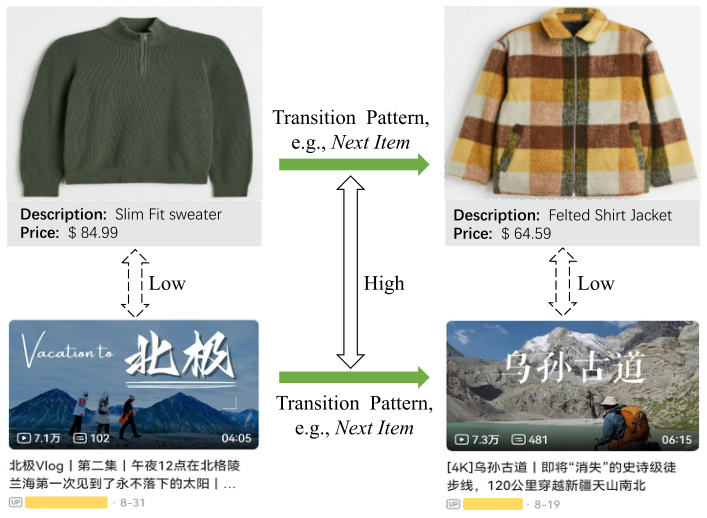 Transition Pattern,
e.g., Next Item
Description: Slim Fit sweater
Price: $ 84.99
Description: Felted Shirt Jacket
Price: $ 64.59
Low
High
Low
Vacation to 北极
7.1万 102 04:05
乌孙古道
7.3万 481 06:15
Transition Pattern,
e.g., Next Item
北极Vlog丨第二集丨午夜12点在北格陵
兰海第一次见到了永不落下的太阳丨...
UP · 8-31
[4K]乌孙古道丨即将“消失”的史诗级徒
步线，120公里穿越新疆天山南北
UP · 8-19